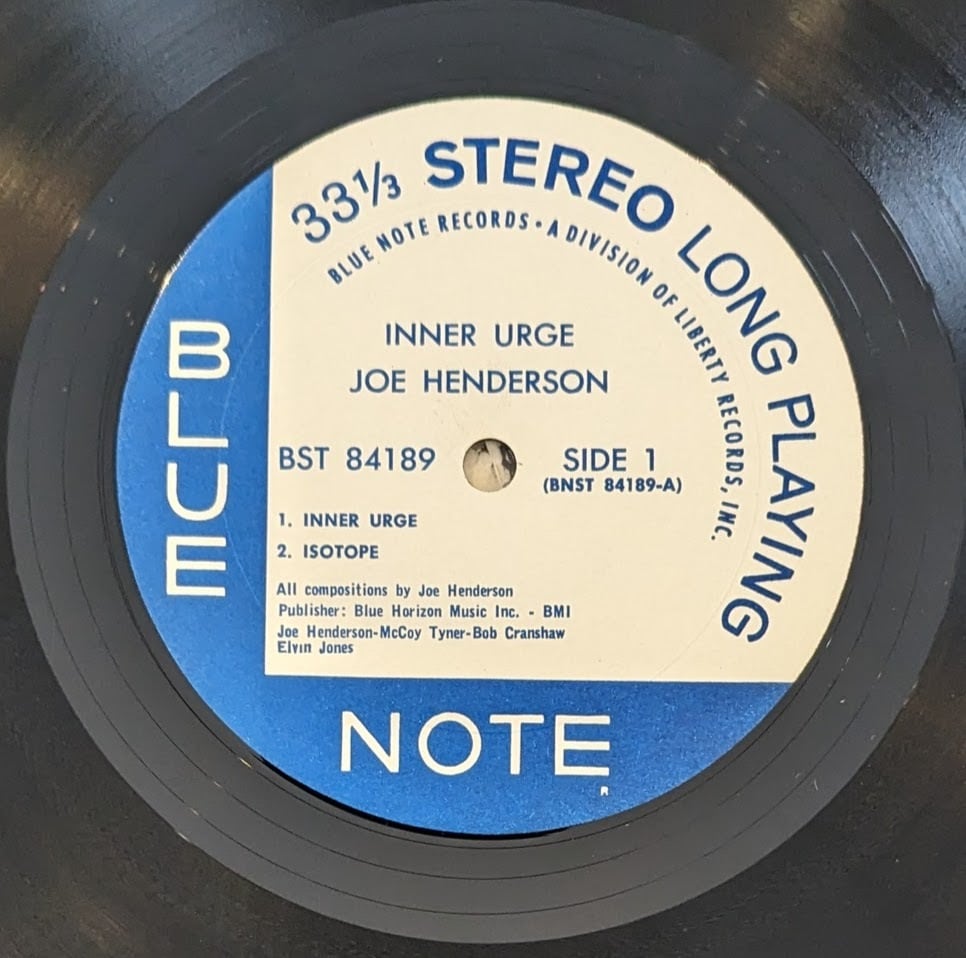 33⅓ STEREO LONG PLAYING
BLUE NOTE RECORDS • A DIVISION OF LIBERTY RECORDS, INC.
INNER URGE
JOE HENDERSON
BST 84189
SIDE 1
(BNST 84189-A)
1. INNER URGE
2. ISOTOPE
All compositions by Joe Henderson
Publisher: Blue Horizon Music Inc. - BMI
Joe Henderson-McCoy Tyner-Bob Cranshaw
Elvin Jones
BLUE
NOTE
R